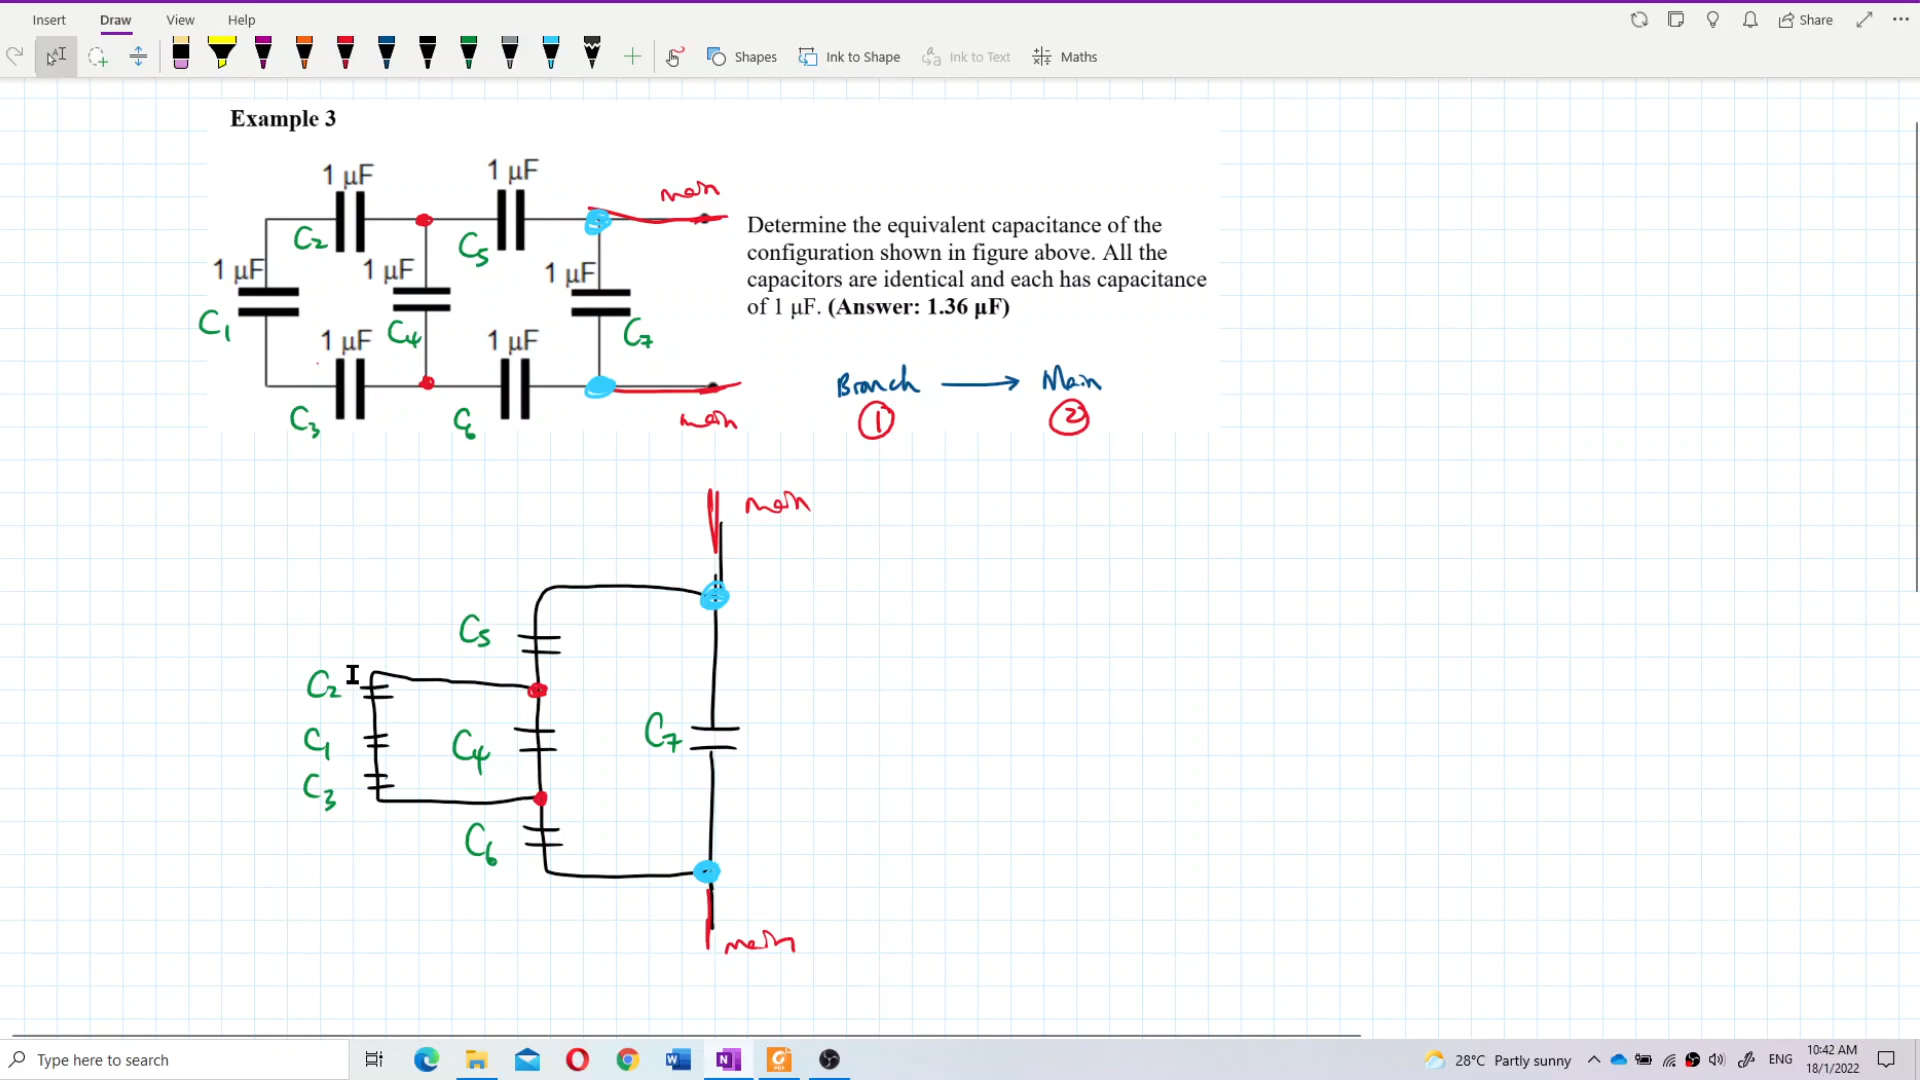 Insert Draw View Help
Share
Shapes Ink to Shape Ink to Text Maths
Example 3
1 μF 1 μF
main
C2 C5
1 μF 1 μF 1 μF
C1 C4 C7
1 μF 1 μF
C3 C6
main
Determine the equivalent capacitance of the
configuration shown in figure above. All the
capacitors are identical and each has capacitance
of 1 μF. (Answer: 1.36 μF)
Branch → Main
1 2
main
C5
C2
C7
C1 C4
C3
C6
main
Type here to search
28°C Partly sunny
ENG
10:42 AM
18/1/2022